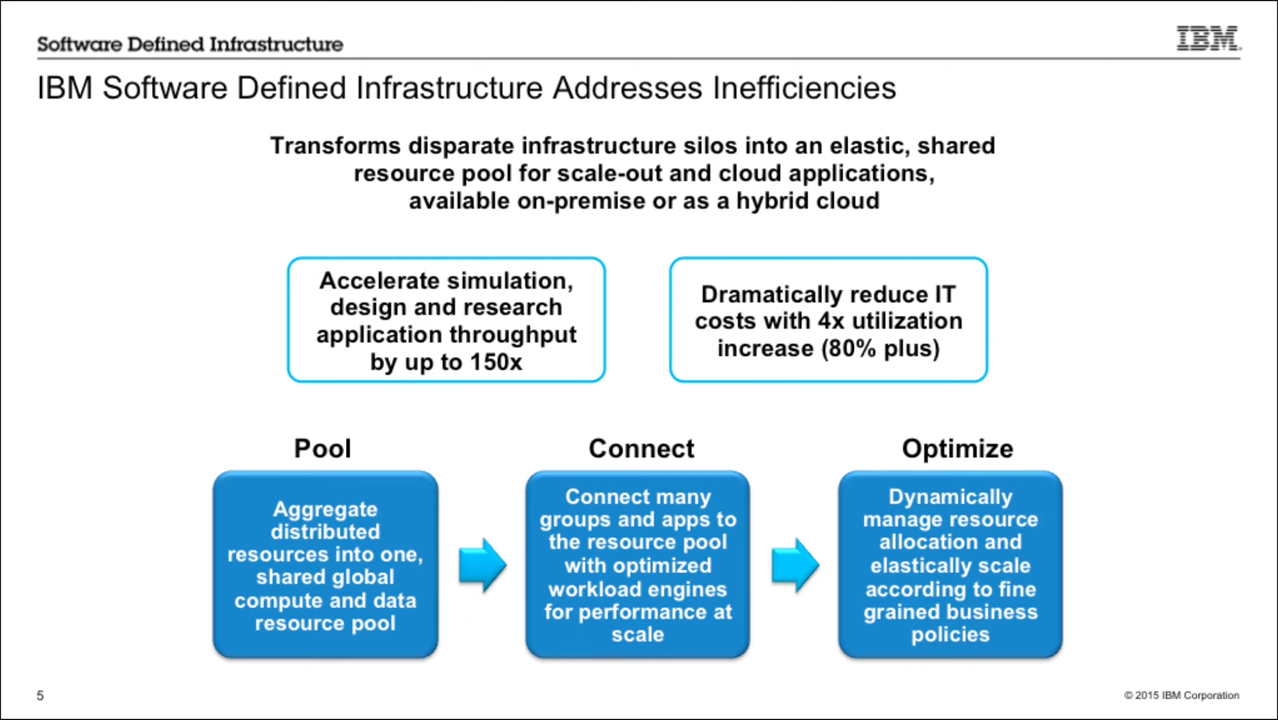 Software Defined Infrastructure
IBM.
IBM Software Defined Infrastructure Addresses Inefficiencies
Transforms disparate infrastructure silos into an elastic, shared
resource pool for scale-out and cloud applications,
available on-premise or as a hybrid cloud
Accelerate simulation,
design and research
application throughput
by up to 150x
Dramatically reduce IT
costs with 4x utilization
increase (80% plus)
Pool
Aggregate
distributed
resources into one,
shared global
compute and data
resource pool
Connect
Connect many
groups and apps to
the resource pool
with optimized
workload engines
for performance at
scale
Optimize
Dynamically
manage resource
allocation and
elastically scale
according to fine
grained business
policies
5
© 2015 IBM Corporation